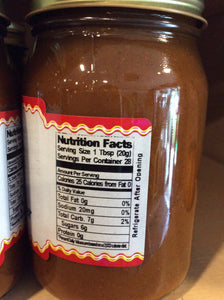 Nutrition Facts
Serving Size 1 Tbsp (20g)
Servings Per Container 28
Amount Per Serving
Calories 25 Calories from Fat 0
% Daily Value
Total Fat 0g 0%
Sodium 20mg 0%
Total Carb. 7g 2%
Sugars 6g
Protein 0g
Refrigerate After Opening